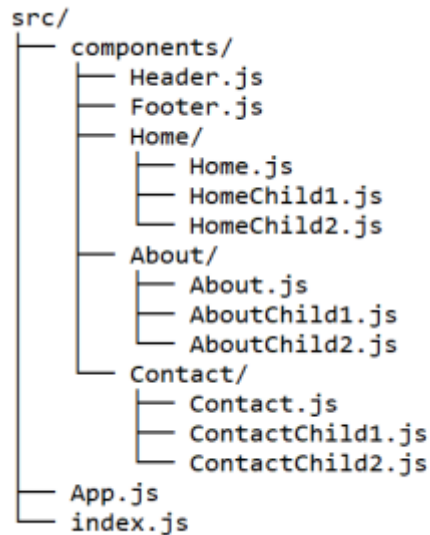 src/
components/
Header.js
Footer.js
Home/
Home.js
HomeChild1.js
HomeChild2.js
About/
About.js
AboutChild1.js
AboutChild2.js
Contact/
Contact.js
ContactChild1.js
ContactChild2.js
App.js
index.js